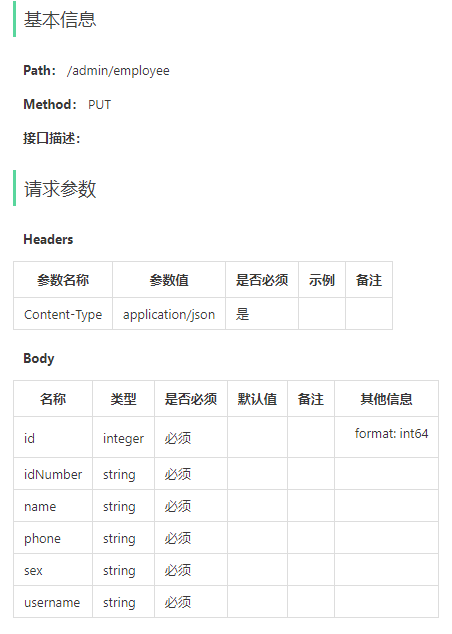 基本信息
Path： /admin/employee
Method： PUT
接口描述：
请求参数
Headers
参数名称 参数值 是否必须 示例 备注
Content-Type application/json 是
Body
名称 类型 是否必须 默认值 备注 其他信息
id integer 必须 format: int64
idNumber string 必须
name string 必须
phone string 必须
sex string 必须
username string 必须